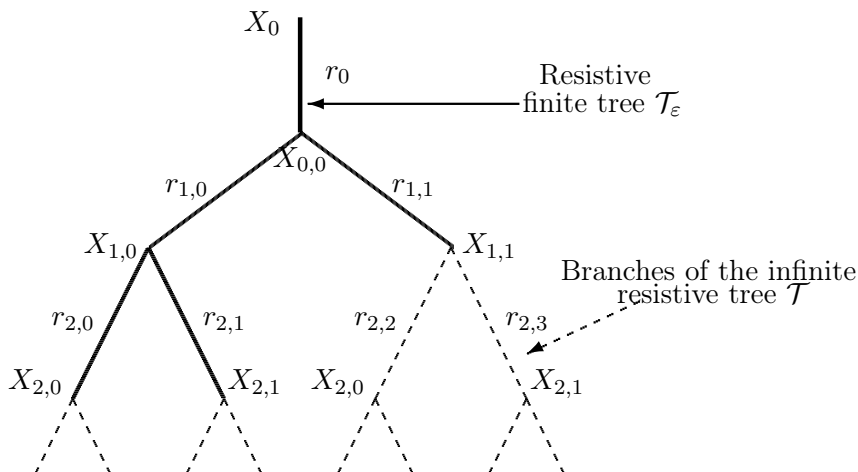 X₀
r₀
Resistive
finite tree 𝒯_ε
X₀,₀
r₁,₀
r₁,₁
X₁,₀
X₁,₁
Branches of the infinite
resistive tree 𝒯
r₂,₀
r₂,₁
r₂,₂
r₂,₃
X₂,₀
X₂,₁
X₂,₀
X₂,₁